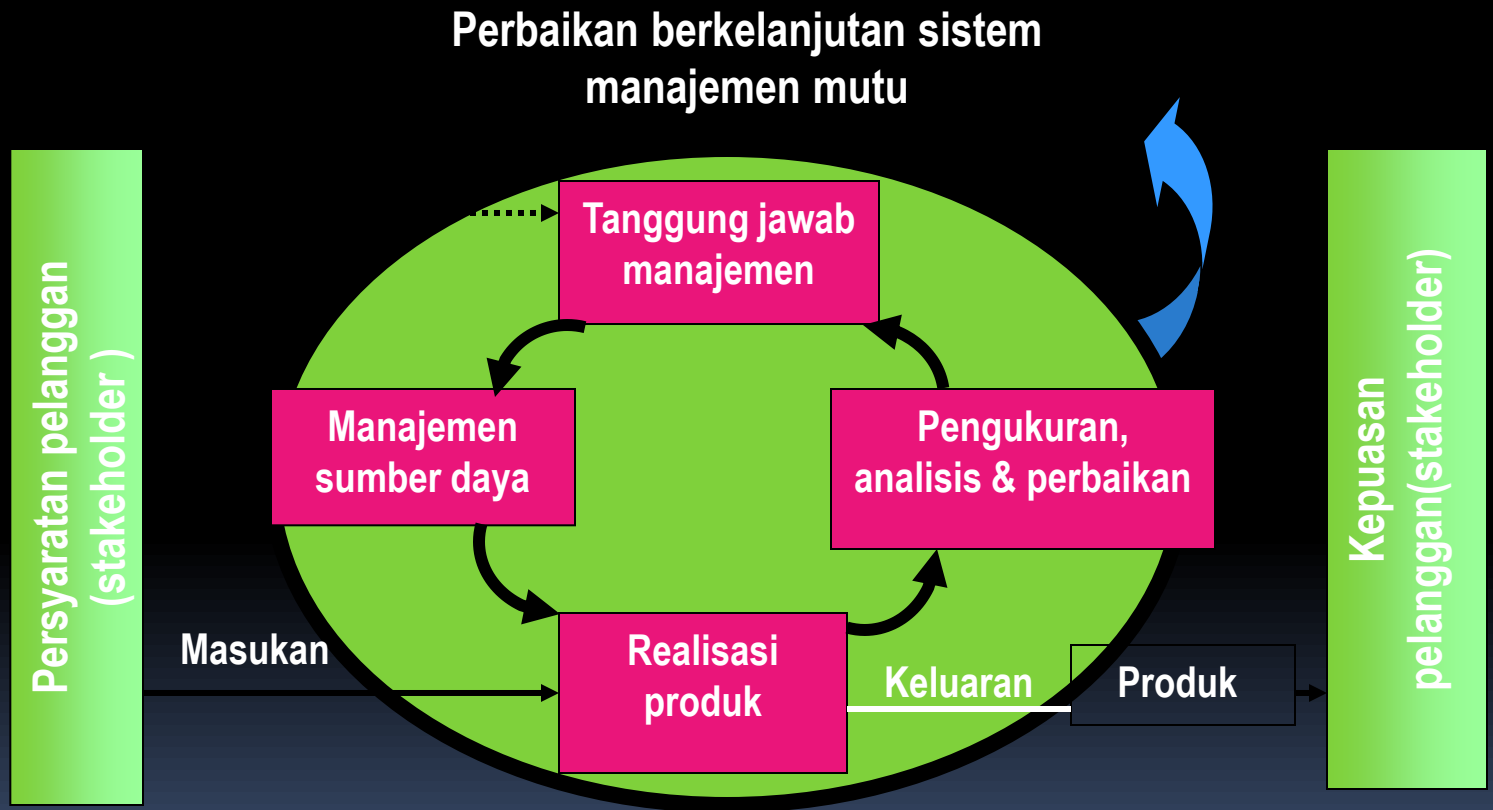 Perbaikan berkelanjutan sistem
manajemen mutu
Persyaratan pelanggan
(stakeholder )
Tanggung jawab
manajemen
Manajemen
sumber daya
Pengukuran,
analisis & perbaikan
Realisasi
produk
Masukan
Keluaran
Produk
Kepuasan
pelanggan(stakeholder)